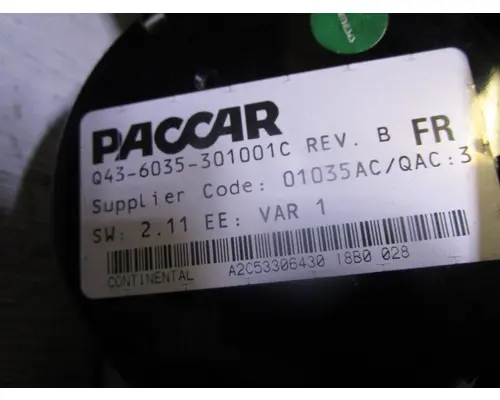 PACCAR
Q43-6035-301001C REV. B FR
Supplier Code: 01035AC/QAC:3
SW: 2.11 EE: VAR 1
CONTINENTAL A2C53306430 18B0 028